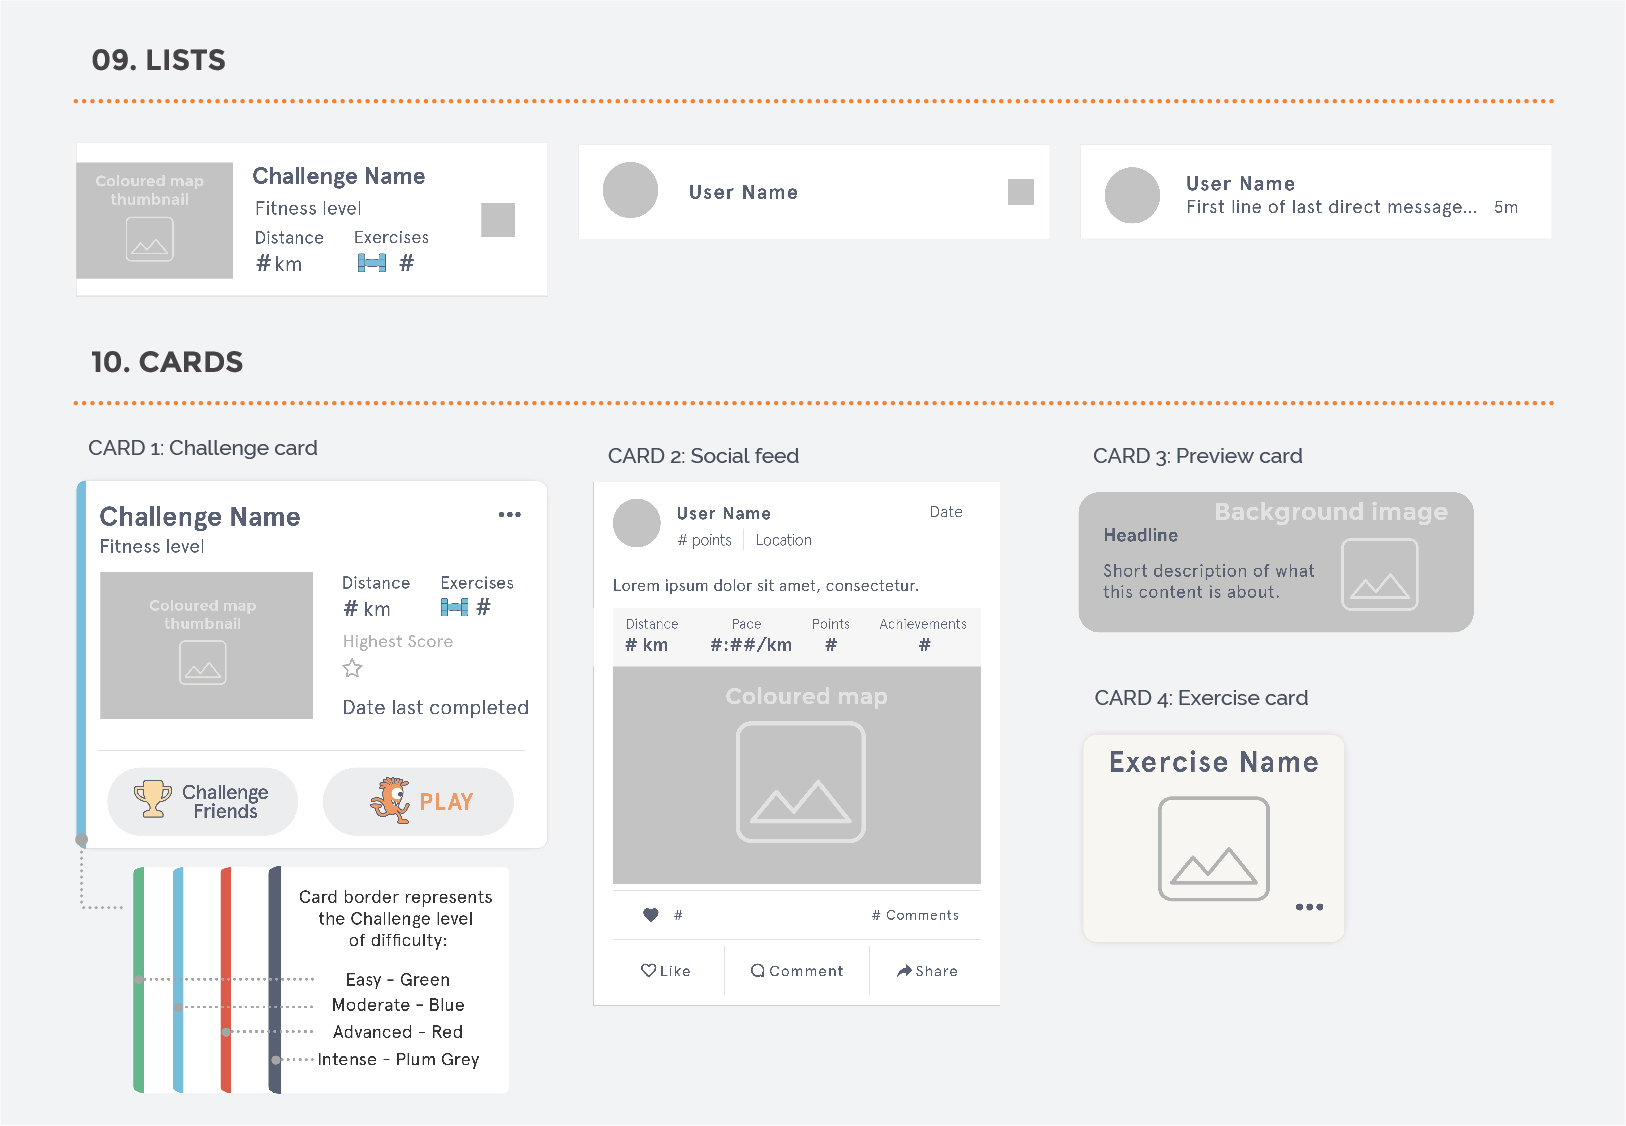 09. LISTS
Coloured map
thumbnail
Challenge Name
Fitness level
Distance Exercises
# km #
User Name
User Name
First line of last direct message... 5m
10. CARDS
CARD 1: Challenge card
Challenge Name
Fitness level
Coloured map
thumbnail
Distance Exercises
# km #
Highest Score
Date last completed
Challenge
Friends
PLAY
Card border represents
the Challenge level
of difficulty:
Easy - Green
Moderate - Blue
Advanced - Red
Intense - Plum Grey
CARD 2: Social feed
User Name
Date
# points Location
Lorem ipsum dolor sit amet, consectetur.
Distance Pace Points Achievements
# km #:##/km # #
Coloured map
# # Comments
Like Comment Share
CARD 3: Preview card
Background image
Headline
Short description of what
this content is about.
CARD 4: Exercise card
Exercise Name